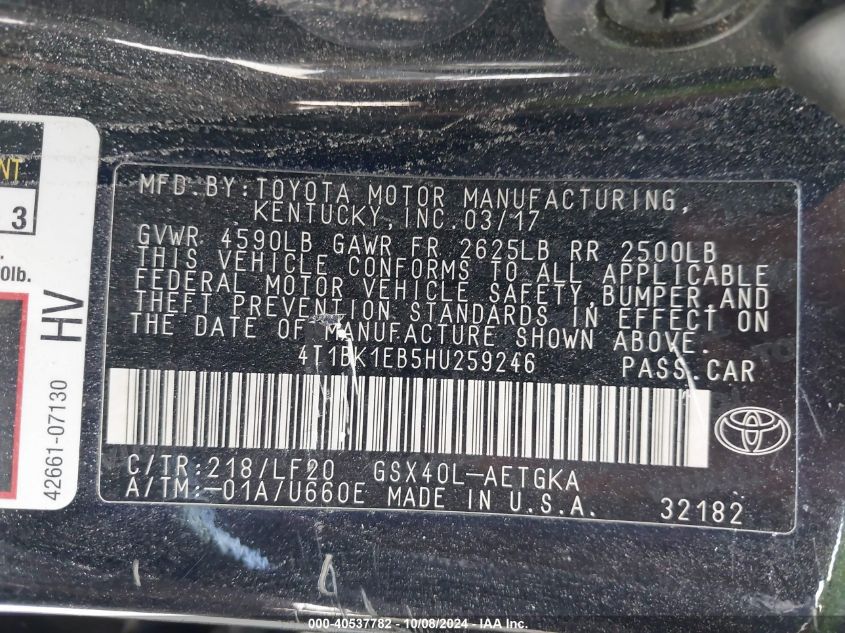 NT
3
0lb.
HV
42661-07130
MFD.BY:TOYOTA MOTOR MANUFACTURING,
KENTUCKY,INC.03/17
GVWR 4590LB GAWR FR 2625LB RR 2500LB
THIS VEHICLE CONFORMS TO ALL APPLICABLE
FEDERAL MOTOR VEHICLE SAFETY,BUMPER,AND
THEFT PREVENTION STANDARDS IN EFFECT ON
THE DATE OF MANUFACTURE SHOWN ABOVE.
4T1BK1EB5HU259246 PASS.CAR
C/TR:218/LF20 GSX40L-AETGKA
A/TM:-01A/U660E MADE IN U.S.A. 32182
000-40537782 - 10/08/2024 - IAA Inc.